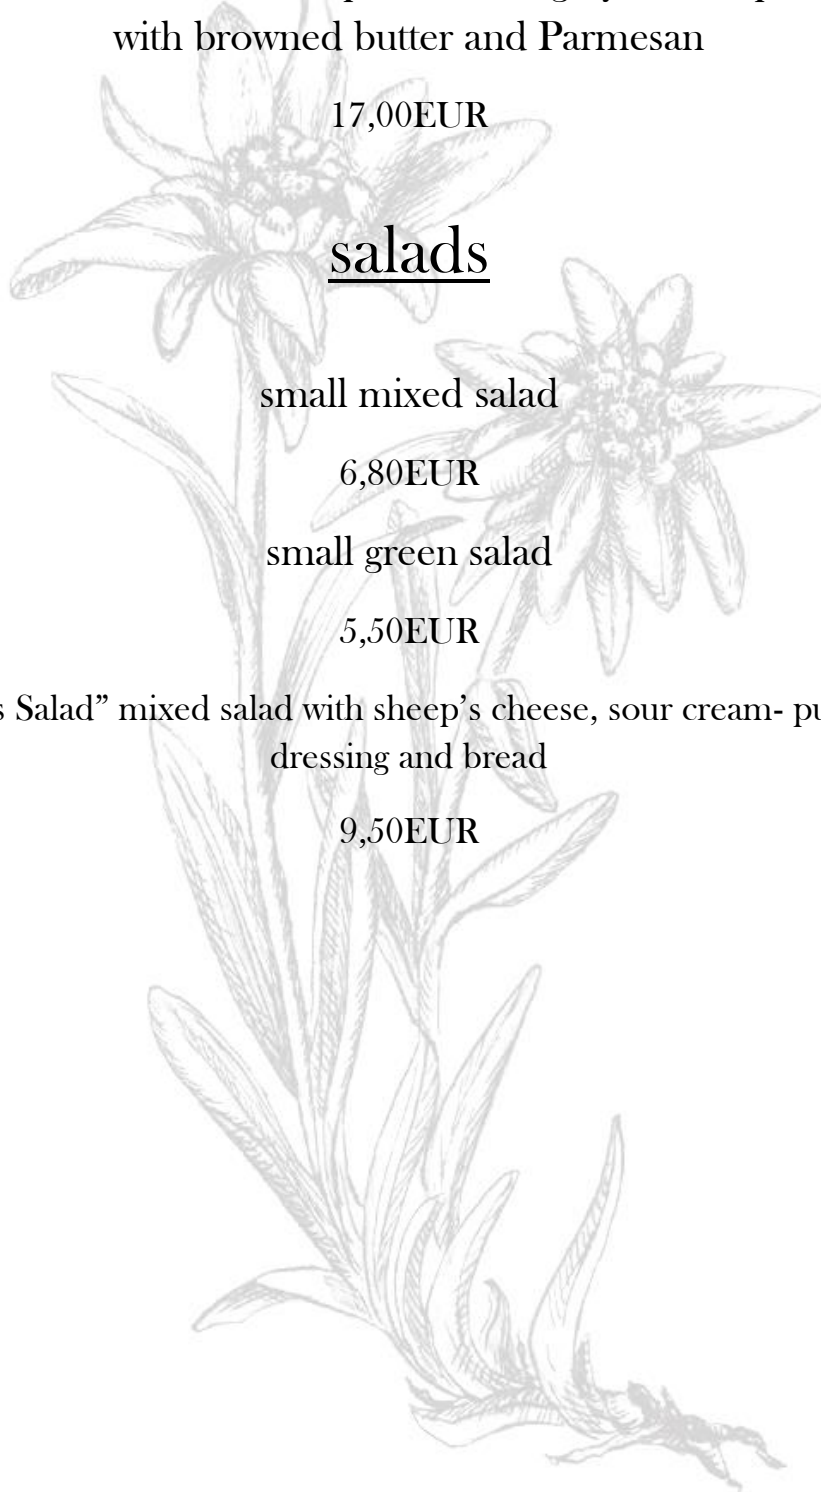 with browned butter and Parmesan
17,00EUR
salads
small mixed salad
6,80EUR
small green salad
5,50EUR
Salad” mixed salad with sheep’s cheese, sour cream-
dressing and bread
9,50EUR